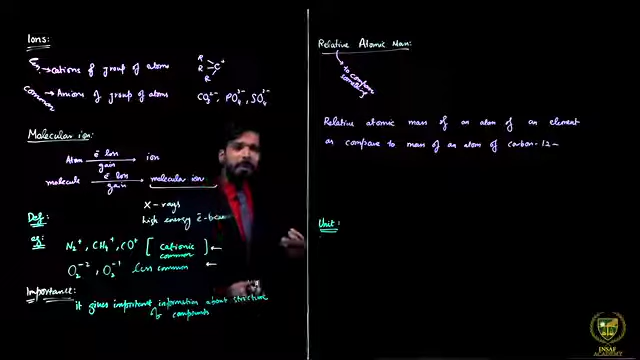 Ions:
→ Cations of group of atoms R R R C+
Common → Anions of group of atoms CO3²⁻, PO4³⁻, SO4²⁻
Molecular ion:
Atom e̅ loss gain ion
molecule e̅ loss gain molecular ion
X-rays
Def: high energy e̅-beam
eg: N2⁺, CH4⁺, CO⁺ [cationic common] ←
O2⁻², O2⁻¹ less common ←
Importance: it gives important information about structure
of compounds
Relative Atomic Mass:
to compare something
Relative atomic mass of an atom of an element
as compare to mass of an atom of carbon-12
Unit:
INSAF
ACADEMY